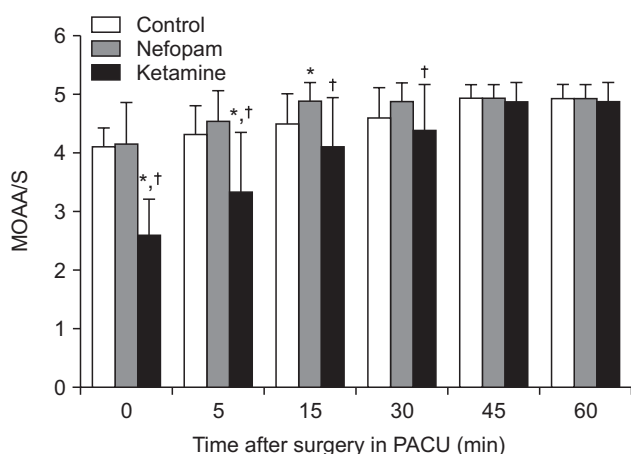 Control
Nefopam
Ketamine
6
5
4
3
2
1
0
MOAA/S
*,†
*,†
*
†
†
0 5 15 30 45 60
Time after surgery in PACU (min)